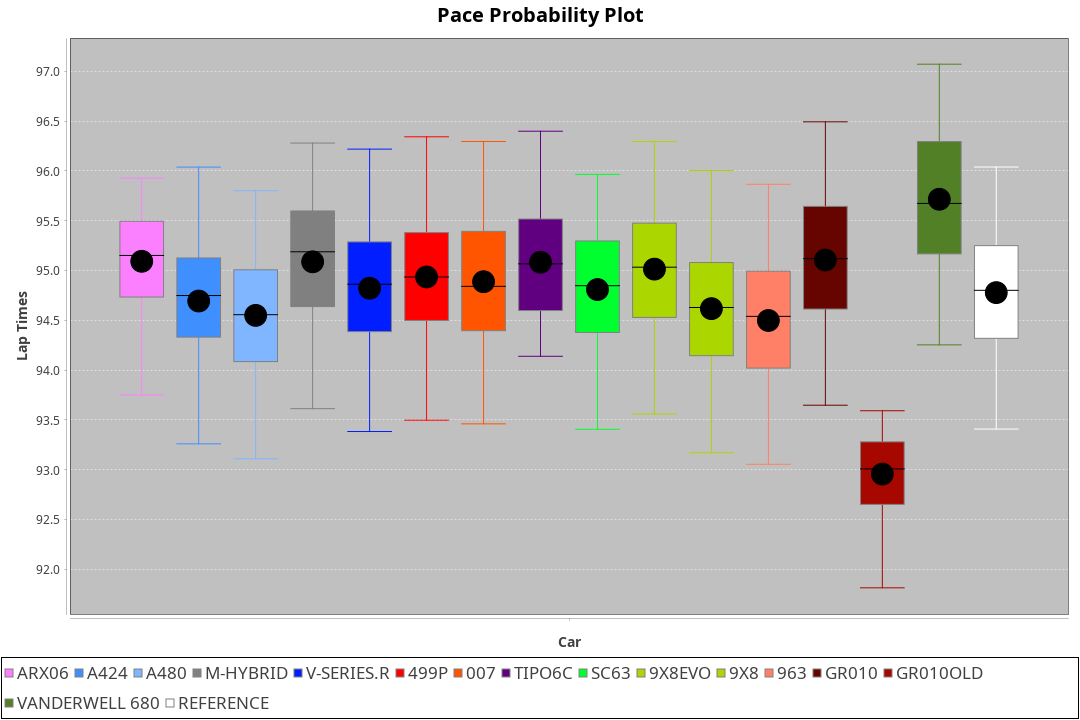 Pace Probability Plot
97.0
96.5
96.0
95.5
95.0
94.5
94.0
93.5
93.0
92.5
92.0
Lap Times
Car
ARX06 A424 A480 M-HYBRID V-SERIES.R 499P 007 TIPO6C SC63 9X8EVO 9X8 963 GR010 GR010OLD
VANDERWELL 680 REFERENCE